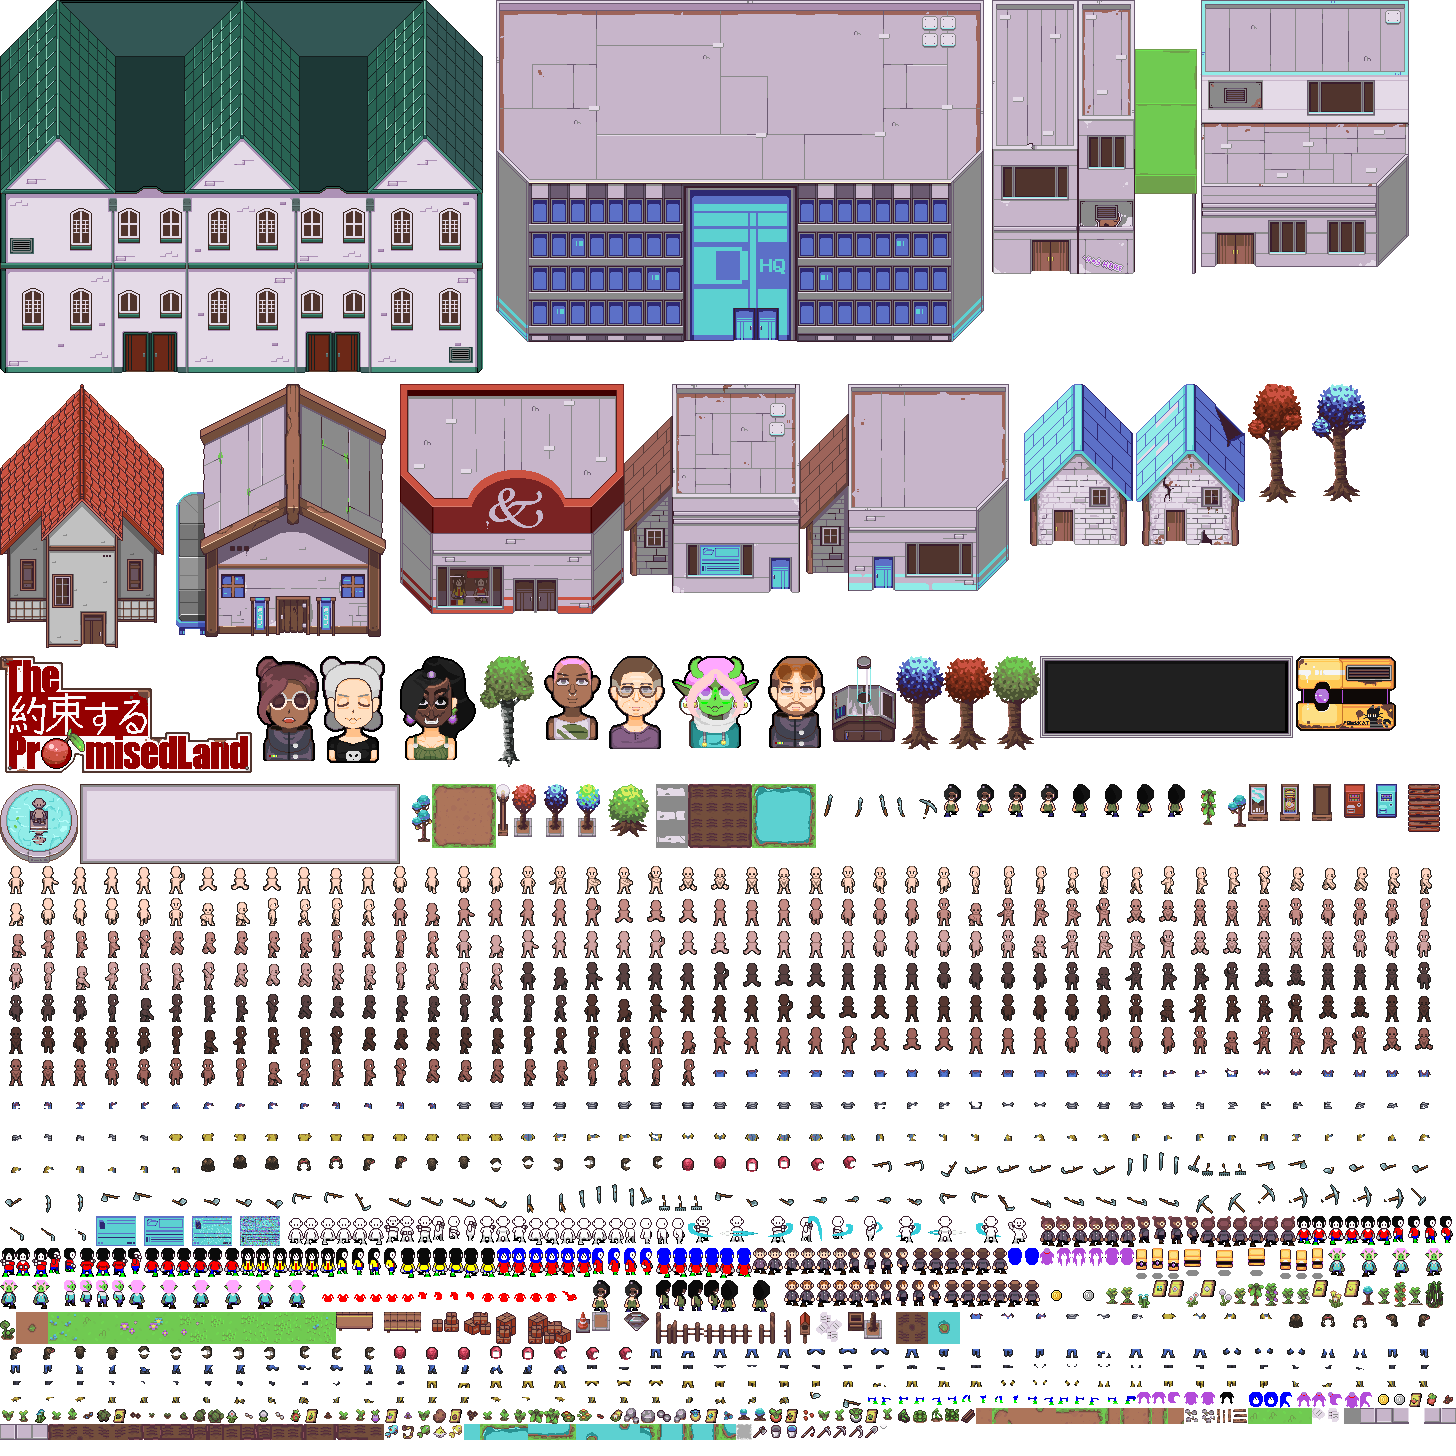 HQ
&
The
約束する
PromisedLand